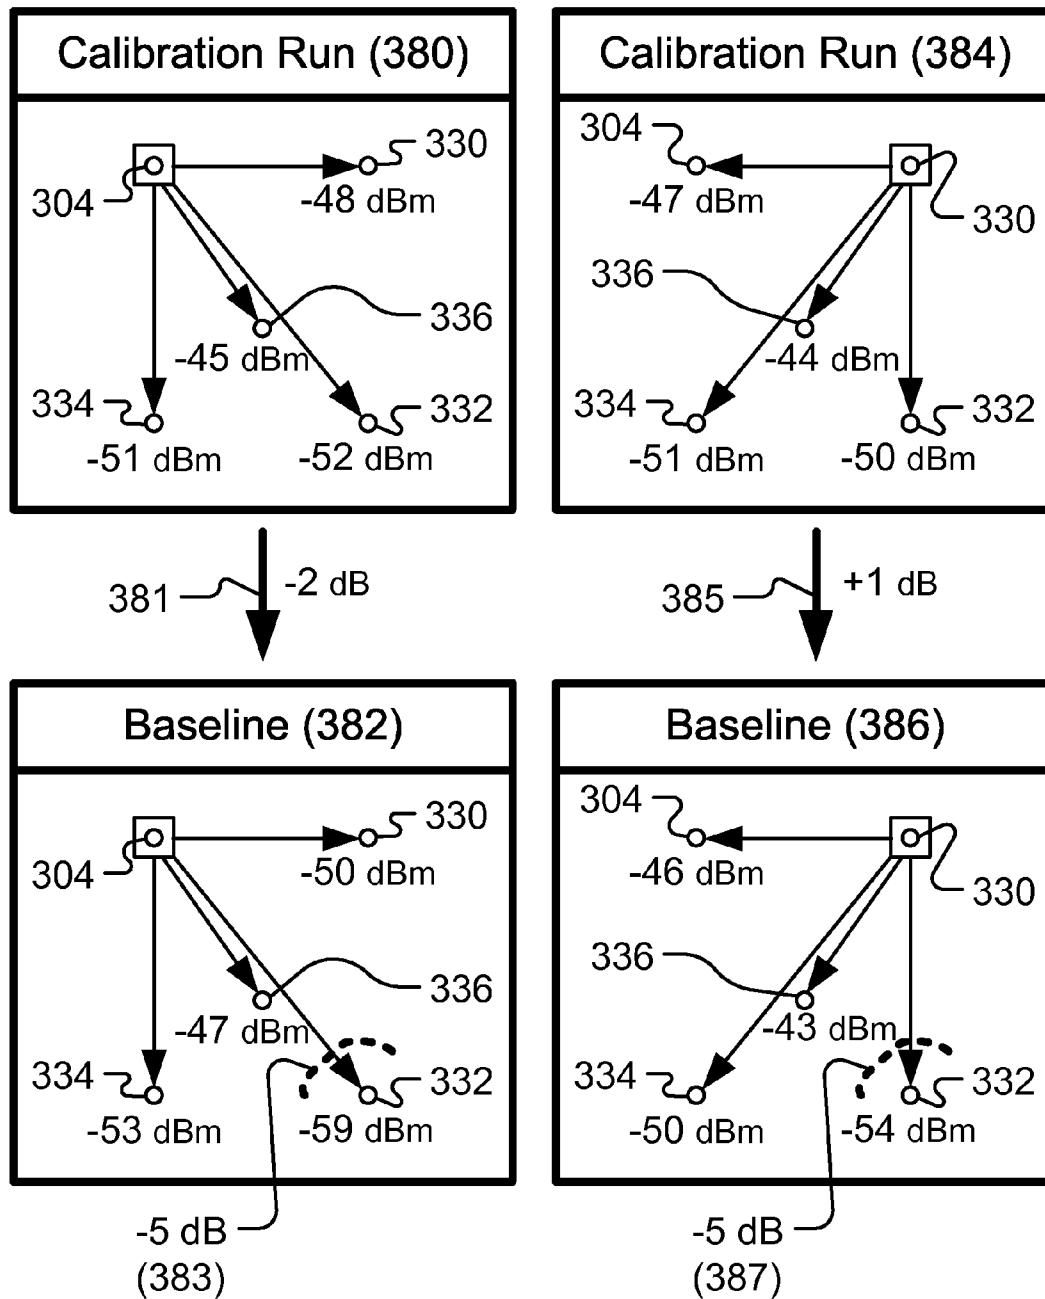 Calibration Run (380)
304
330
-48 dBm
336
-45 dBm
334
332
-51 dBm
-52 dBm
Calibration Run (384)
304
-47 dBm
330
336
-44 dBm
334
332
-51 dBm
-50 dBm
381
-2 dB
385
+1 dB
Baseline (382)
330
304
-50 dBm
336
-47 dBm
334
332
-53 dBm
-59 dBm
-5 dB
(383)
Baseline (386)
304
-46 dBm
330
336
-43 dBm
334
332
-50 dBm
-54 dBm
-5 dB
(387)